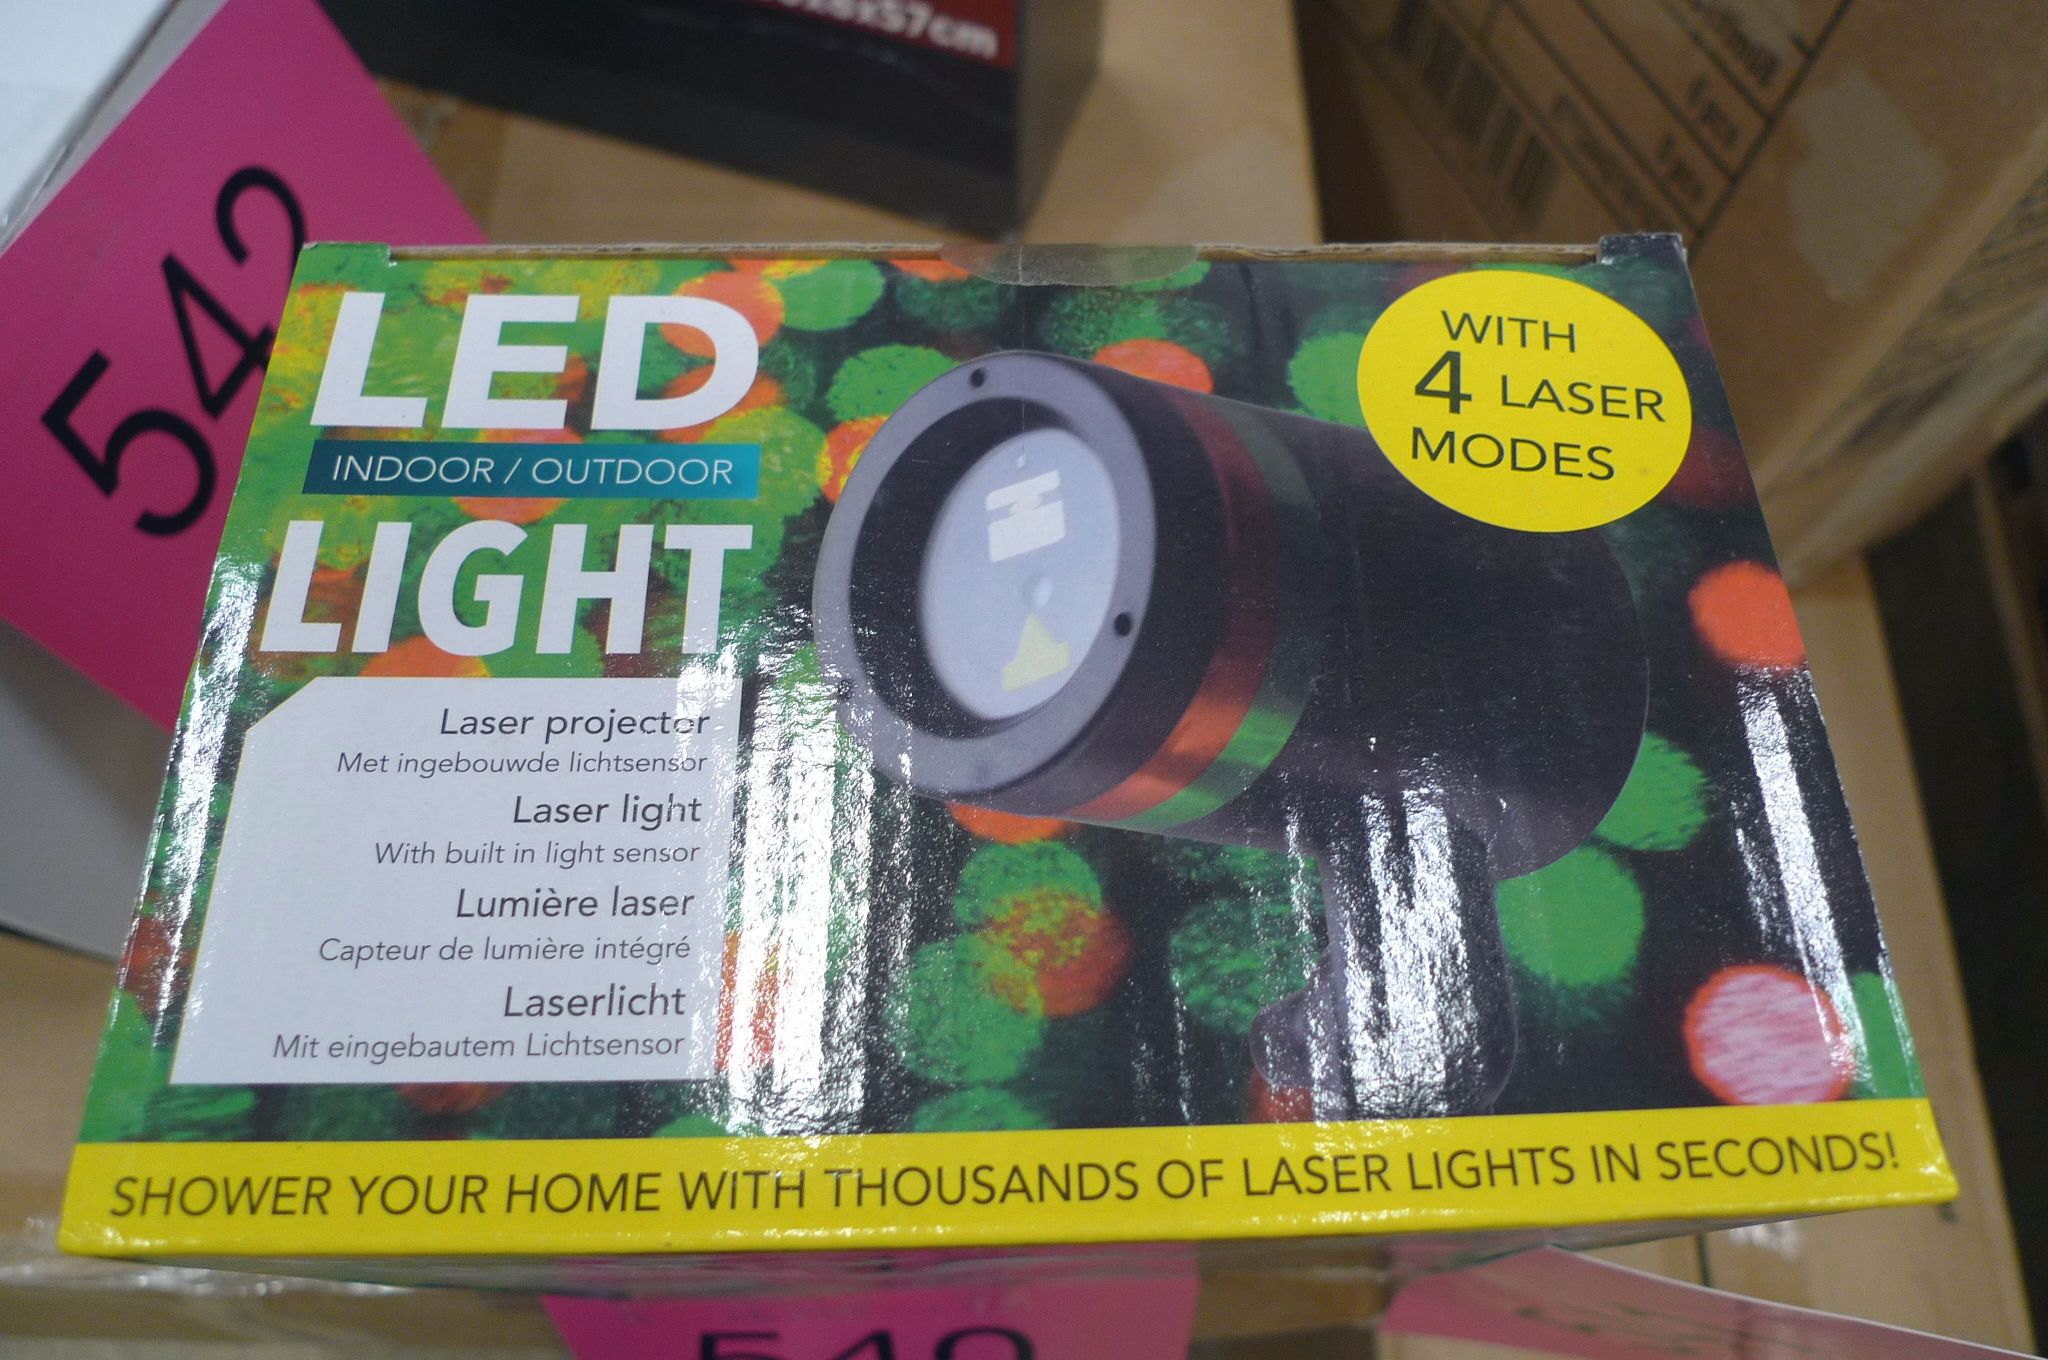 x57cm
542
LED
INDOOR / OUTDOOR
LIGHT
WITH
4 LASER
MODES
Laser projector
Met ingebouwde lichtsensor
Laser light
With built in light sensor
Lumière laser
Capteur de lumière intégré
Laserlicht
Mit eingebautem Lichtsensor
SHOWER YOUR HOME WITH THOUSANDS OF LASER LIGHTS IN SECONDS!